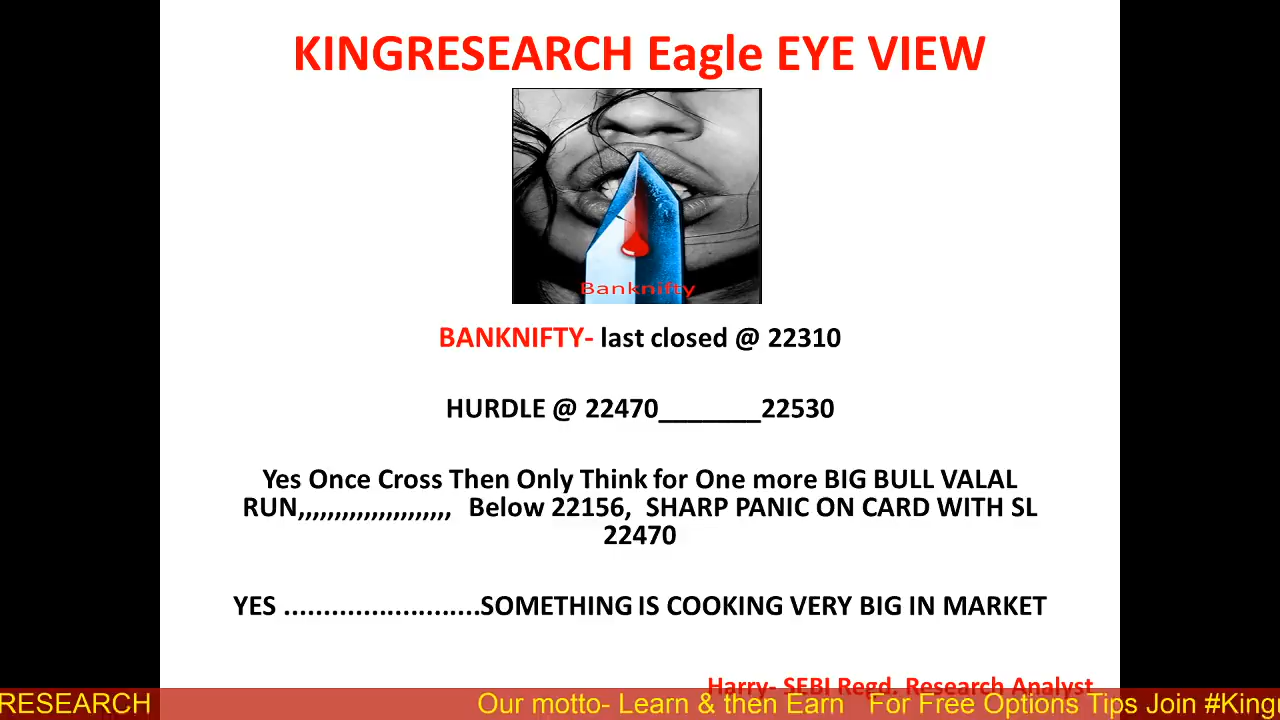 KINGRESEARCH Eagle EYE VIEW
Banknifty
BANKNIFTY- last closed @ 22310
HURDLE @ 22470_______22530
Yes Once Cross Then Only Think for One more BIG BULL VALAL
RUN,,,,,,,,,,,,,,,,,,,,, Below 22156, SHARP PANIC ON CARD WITH SL
22470
YES .........................SOMETHING IS COOKING VERY BIG IN MARKET
Harry- SEBI Regd. Research Analyst
RESEARCH Our motto- Learn & then Earn For Free Options Tips Join #King